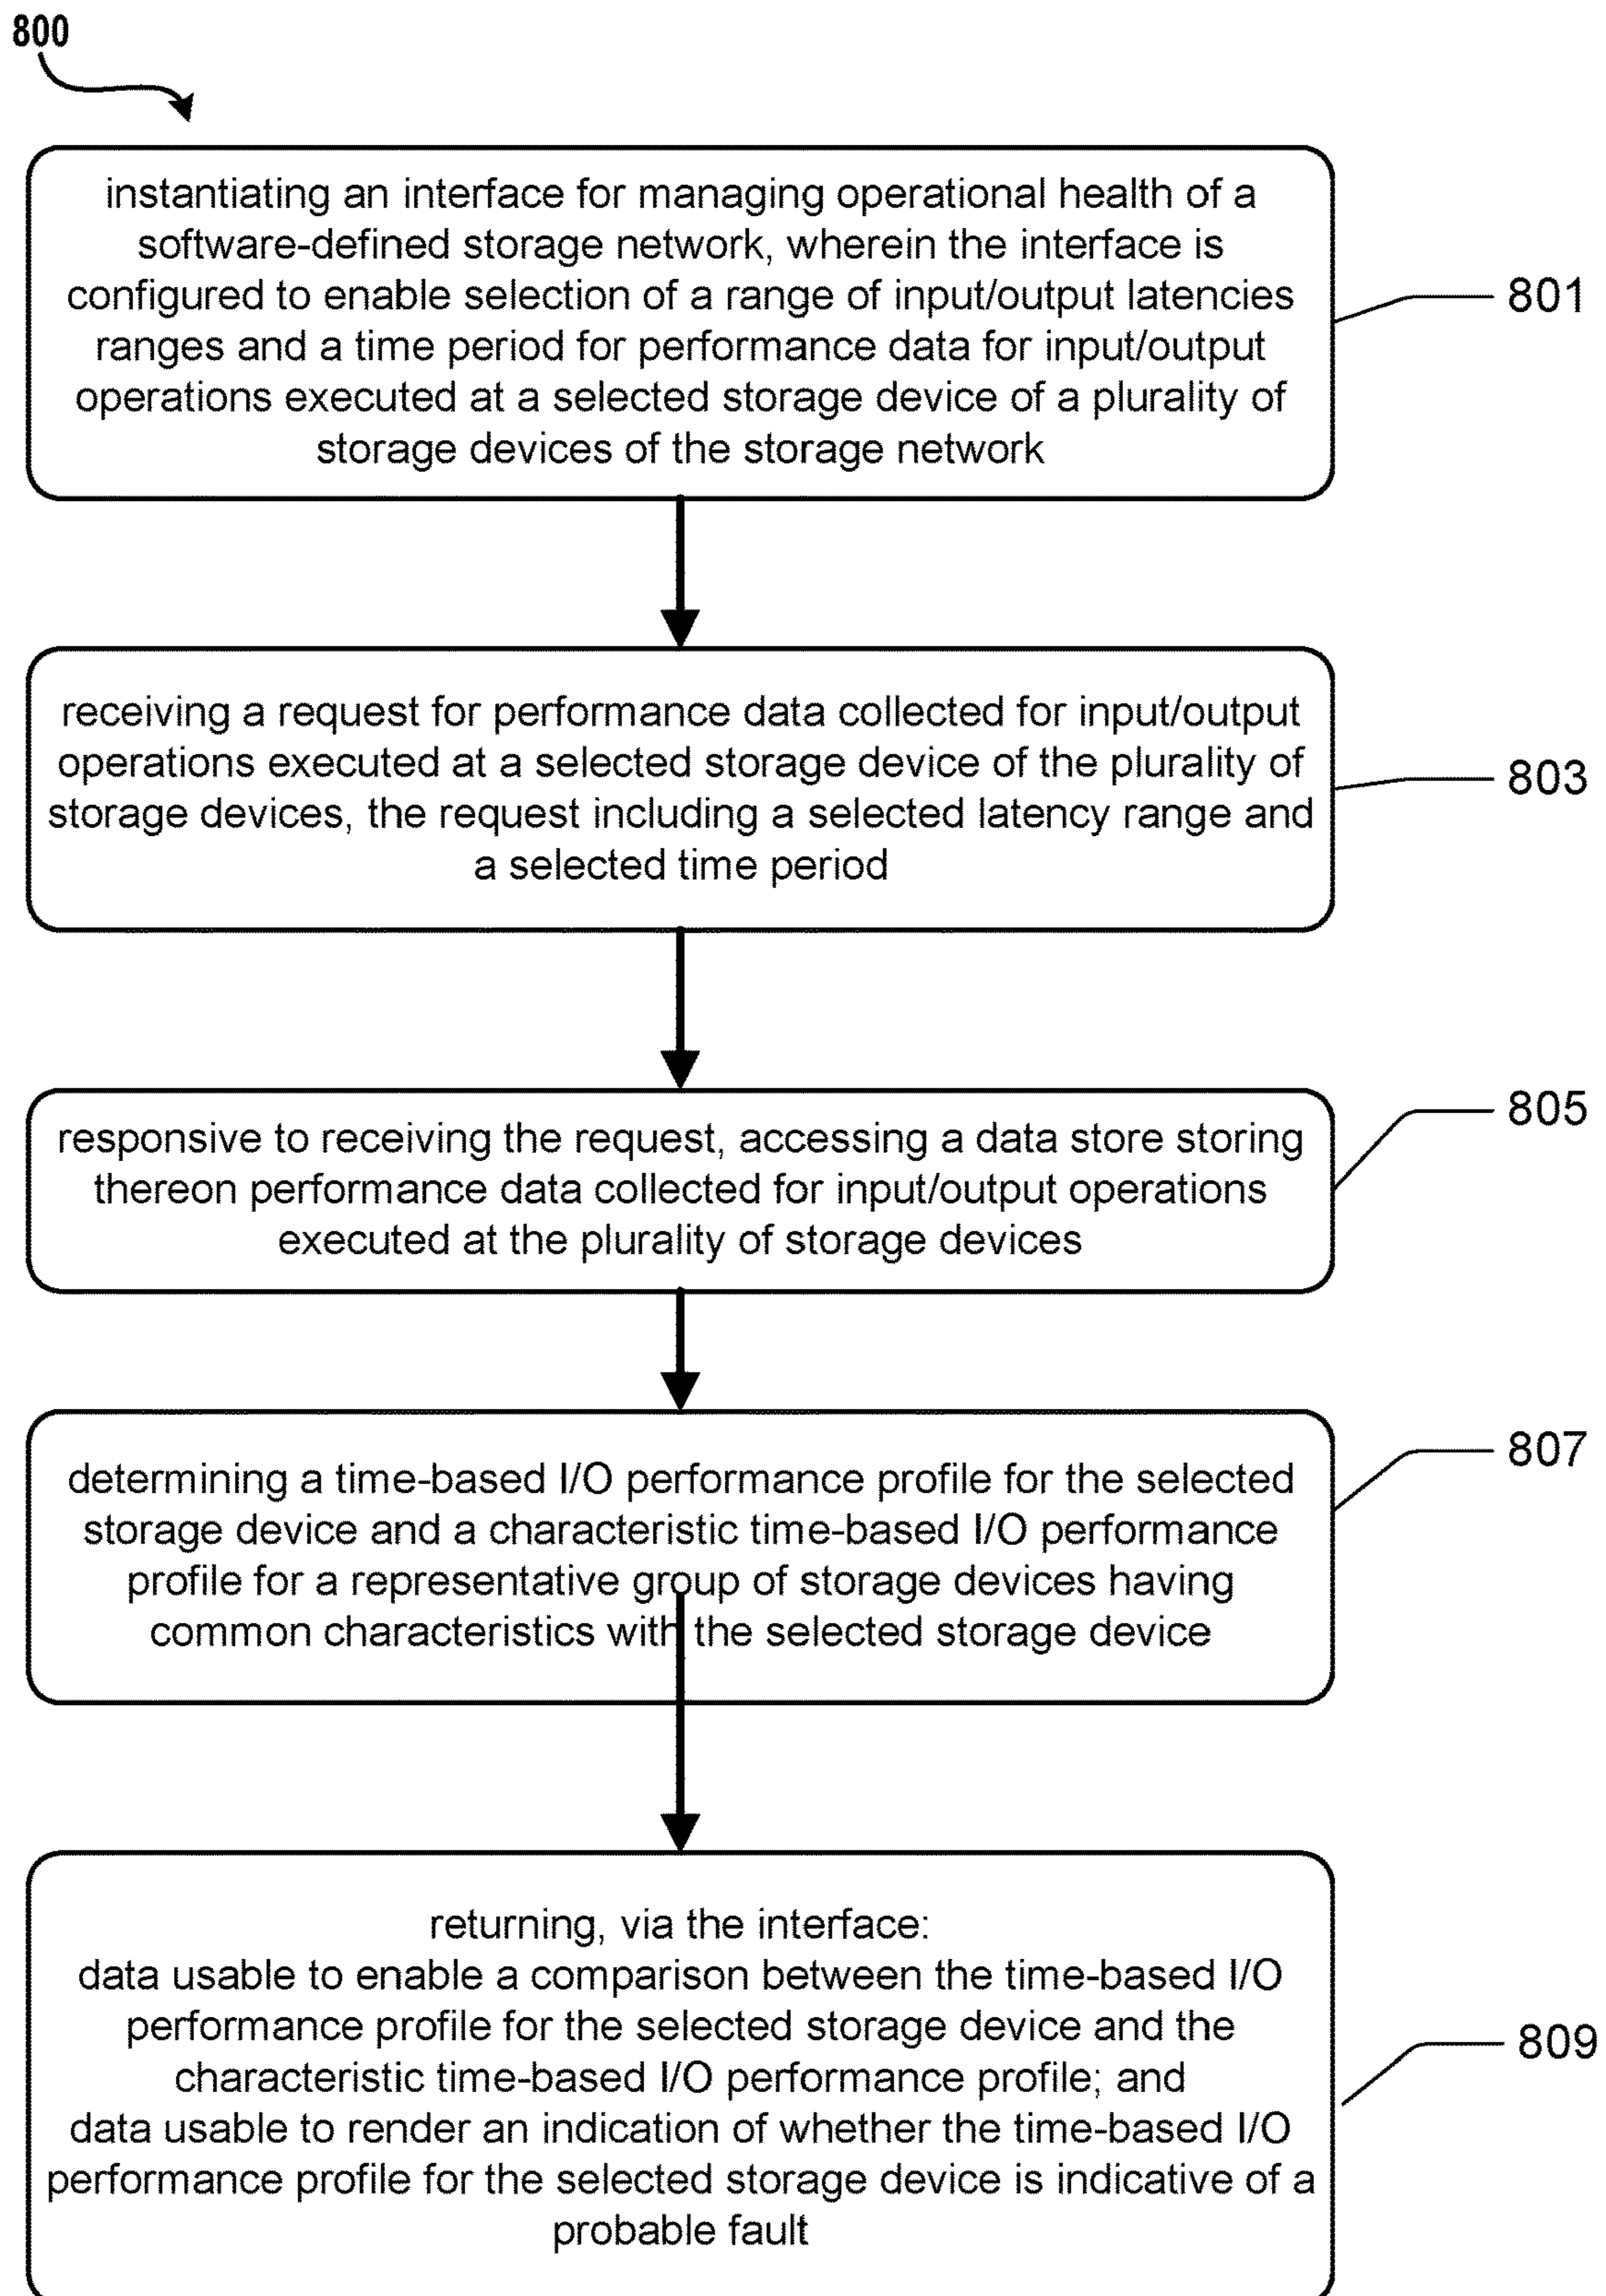 800
instantiating an interface for managing operational health of a
software-defined storage network, wherein the interface is
configured to enable selection of a range of input/output latencies
ranges and a time period for performance data for input/output
operations executed at a selected storage device of a plurality of
storage devices of the storage network
801
receiving a request for performance data collected for input/output
operations executed at a selected storage device of the plurality of
storage devices, the request including a selected latency range and
a selected time period
803
responsive to receiving the request, accessing a data store storing
thereon performance data collected for input/output operations
executed at the plurality of storage devices
805
determining a time-based I/O performance profile for the selected
storage device and a characteristic time-based I/O performance
profile for a representative group of storage devices having
common characteristics with the selected storage device
807
returning, via the interface:
data usable to enable a comparison between the time-based I/O
performance profile for the selected storage device and the
characteristic time-based I/O performance profile; and
data usable to render an indication of whether the time-based I/O
performance profile for the selected storage device is indicative of a
probable fault
809